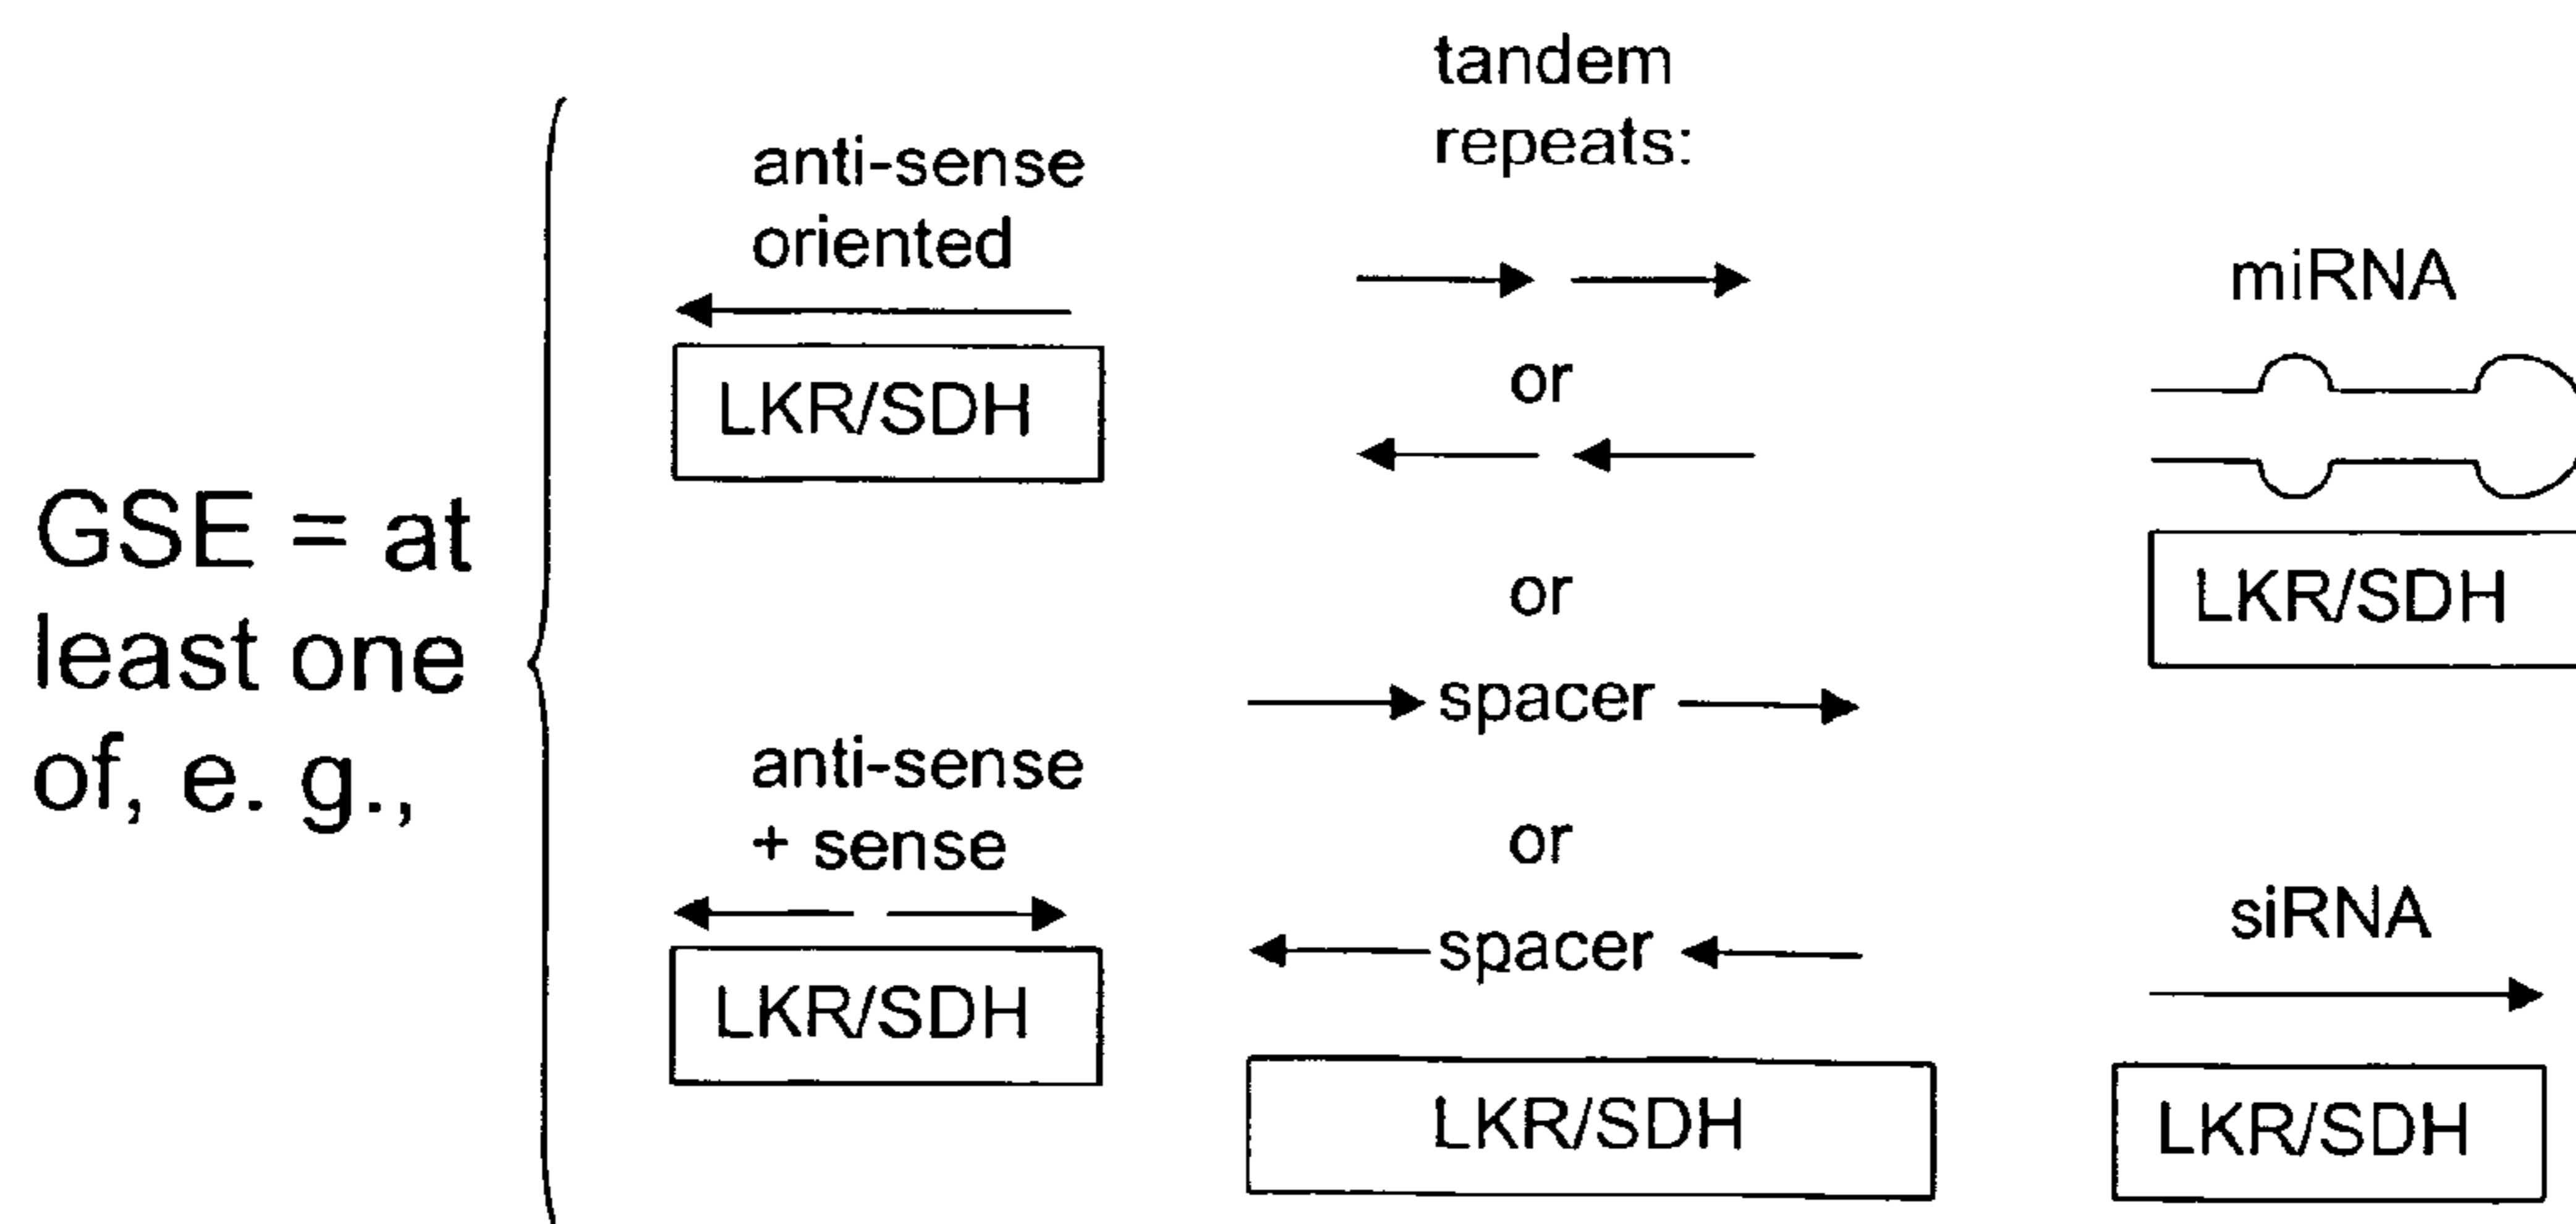 GSE = at
least one
of, e. g.,
anti-sense
oriented
LKR/SDH
anti-sense
+ sense
LKR/SDH
tandem
repeats:
or
or
spacer
or
spacer
LKR/SDH
miRNA
LKR/SDH
siRNA
LKR/SDH